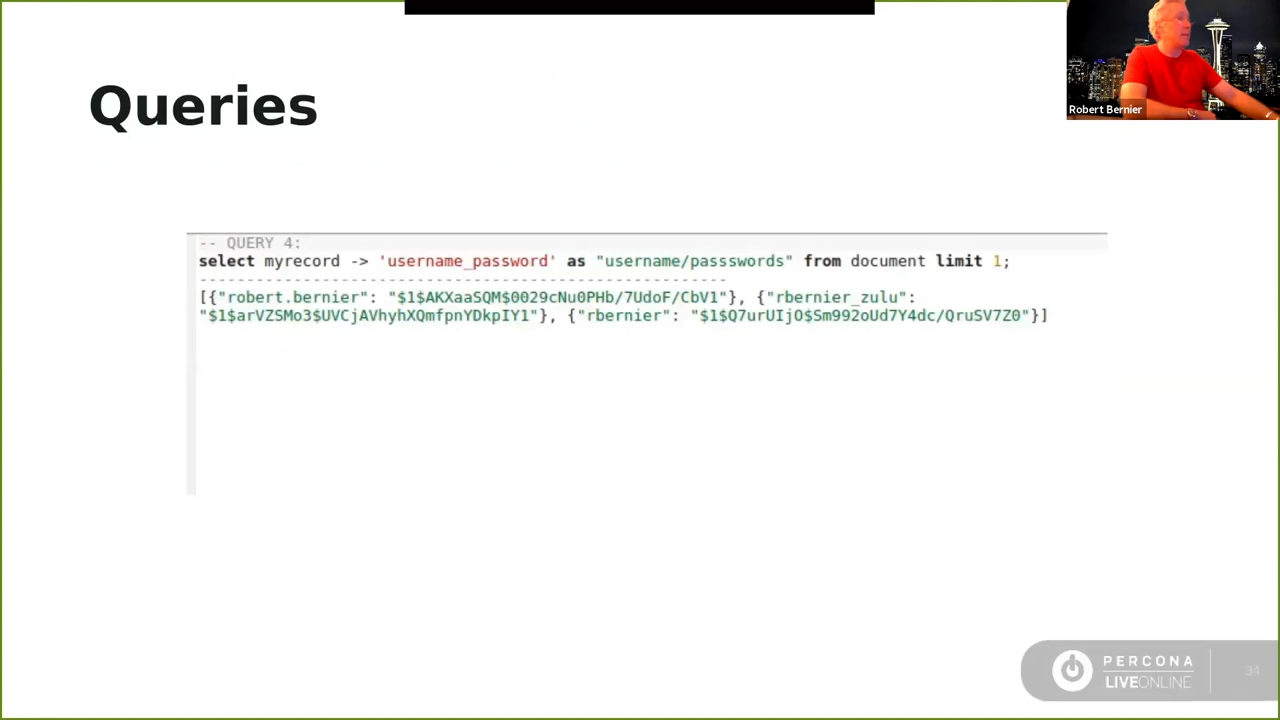 Queries
Robert Bernier
-- QUERY 4:
select myrecord -> 'username_password' as "username/passswords" from document limit 1;
--------------------------------------------------------
[{"robert.bernier": "$1$AKXaaSQM$0029cNu0PHb/7UdoF/CbV1"}, {"rbernier_zulu":
"$1$arVZSMo3$UVCjAVhyhXQmfpnYDkpIY1"}, {"rbernier": "$1$Q7urUIjO$Sm992oUd7Y4dc/QruSV7Z0"}]
PERCONA
LIVEONLINE
34